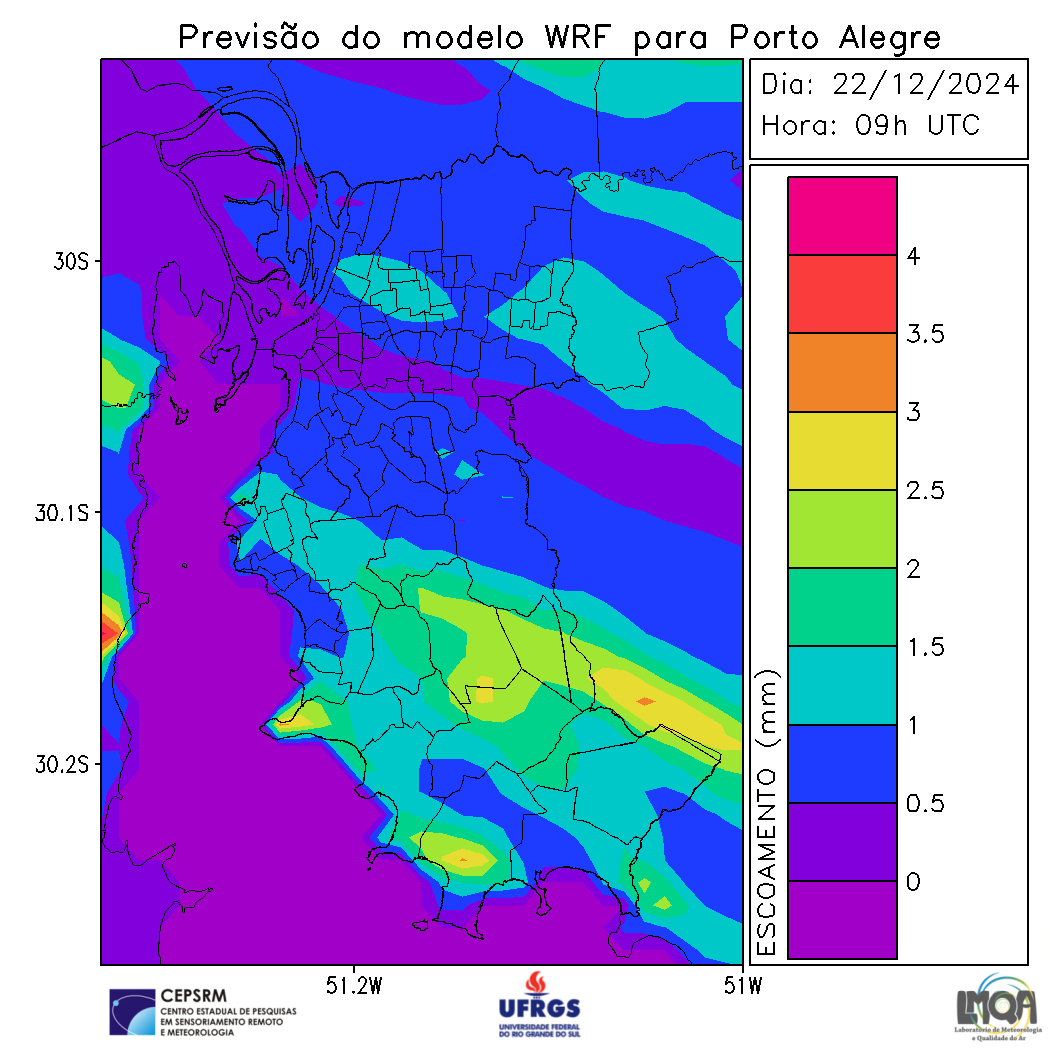 Previsão do modelo WRF para Porto Alegre
Dia: 22/12/2024
Hora: 09h UTC
30S
30.1S
30.2S
51.2W
51W
4
3.5
3
2.5
2
1.5
1
0.5
0
ESCOAMENTO (mm)
CEPSRM
CENTRO ESTADUAL DE PESQUISAS
EM SENSORIAMENTO REMOTO
E METEOROLOGIA
UFRGS
UNIVERSIDADE FEDERAL
DO RIO GRANDE DO SUL
LMQA
Laboratório de Meteorologia
e Qualidade do Ar